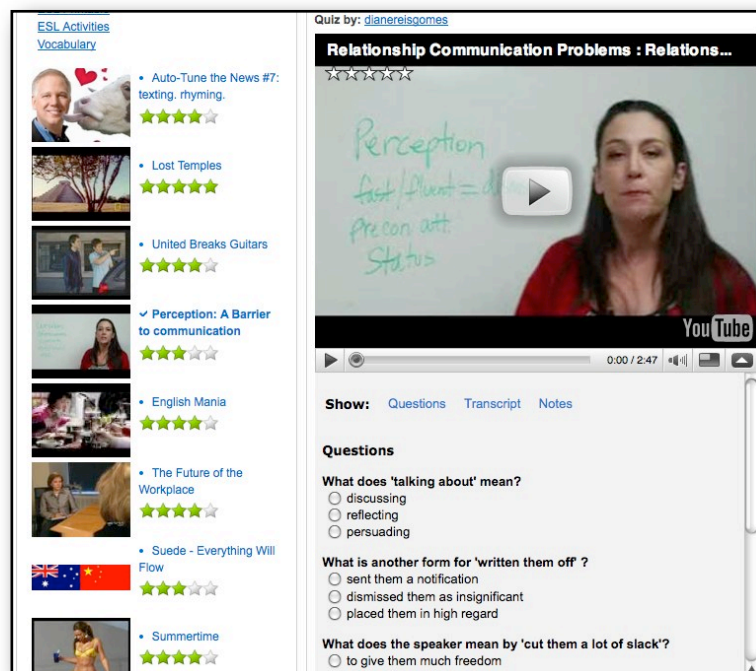 ESL Activities
Vocabulary
• Auto-Tune the News #7:
texting. rhyming.
• Lost Temples
• United Breaks Guitars
✓ Perception: A Barrier
to communication
• English Mania
• The Future of the
Workplace
• Suede - Everything Will
Flow
• Summertime
Quiz by: dianereisgomes
Relationship Communication Problems : Relations...
Perception
fast/fluent =
precon att.
Status
YouTube
0:00 / 2:47
Show: Questions Transcript Notes
Questions
What does 'talking about' mean?
discussing
reflecting
persuading
What is another form for 'written them off' ?
sent them a notification
dismissed them as insignificant
placed them in high regard
What does the speaker mean by 'cut them a lot of slack'?
to give them much freedom